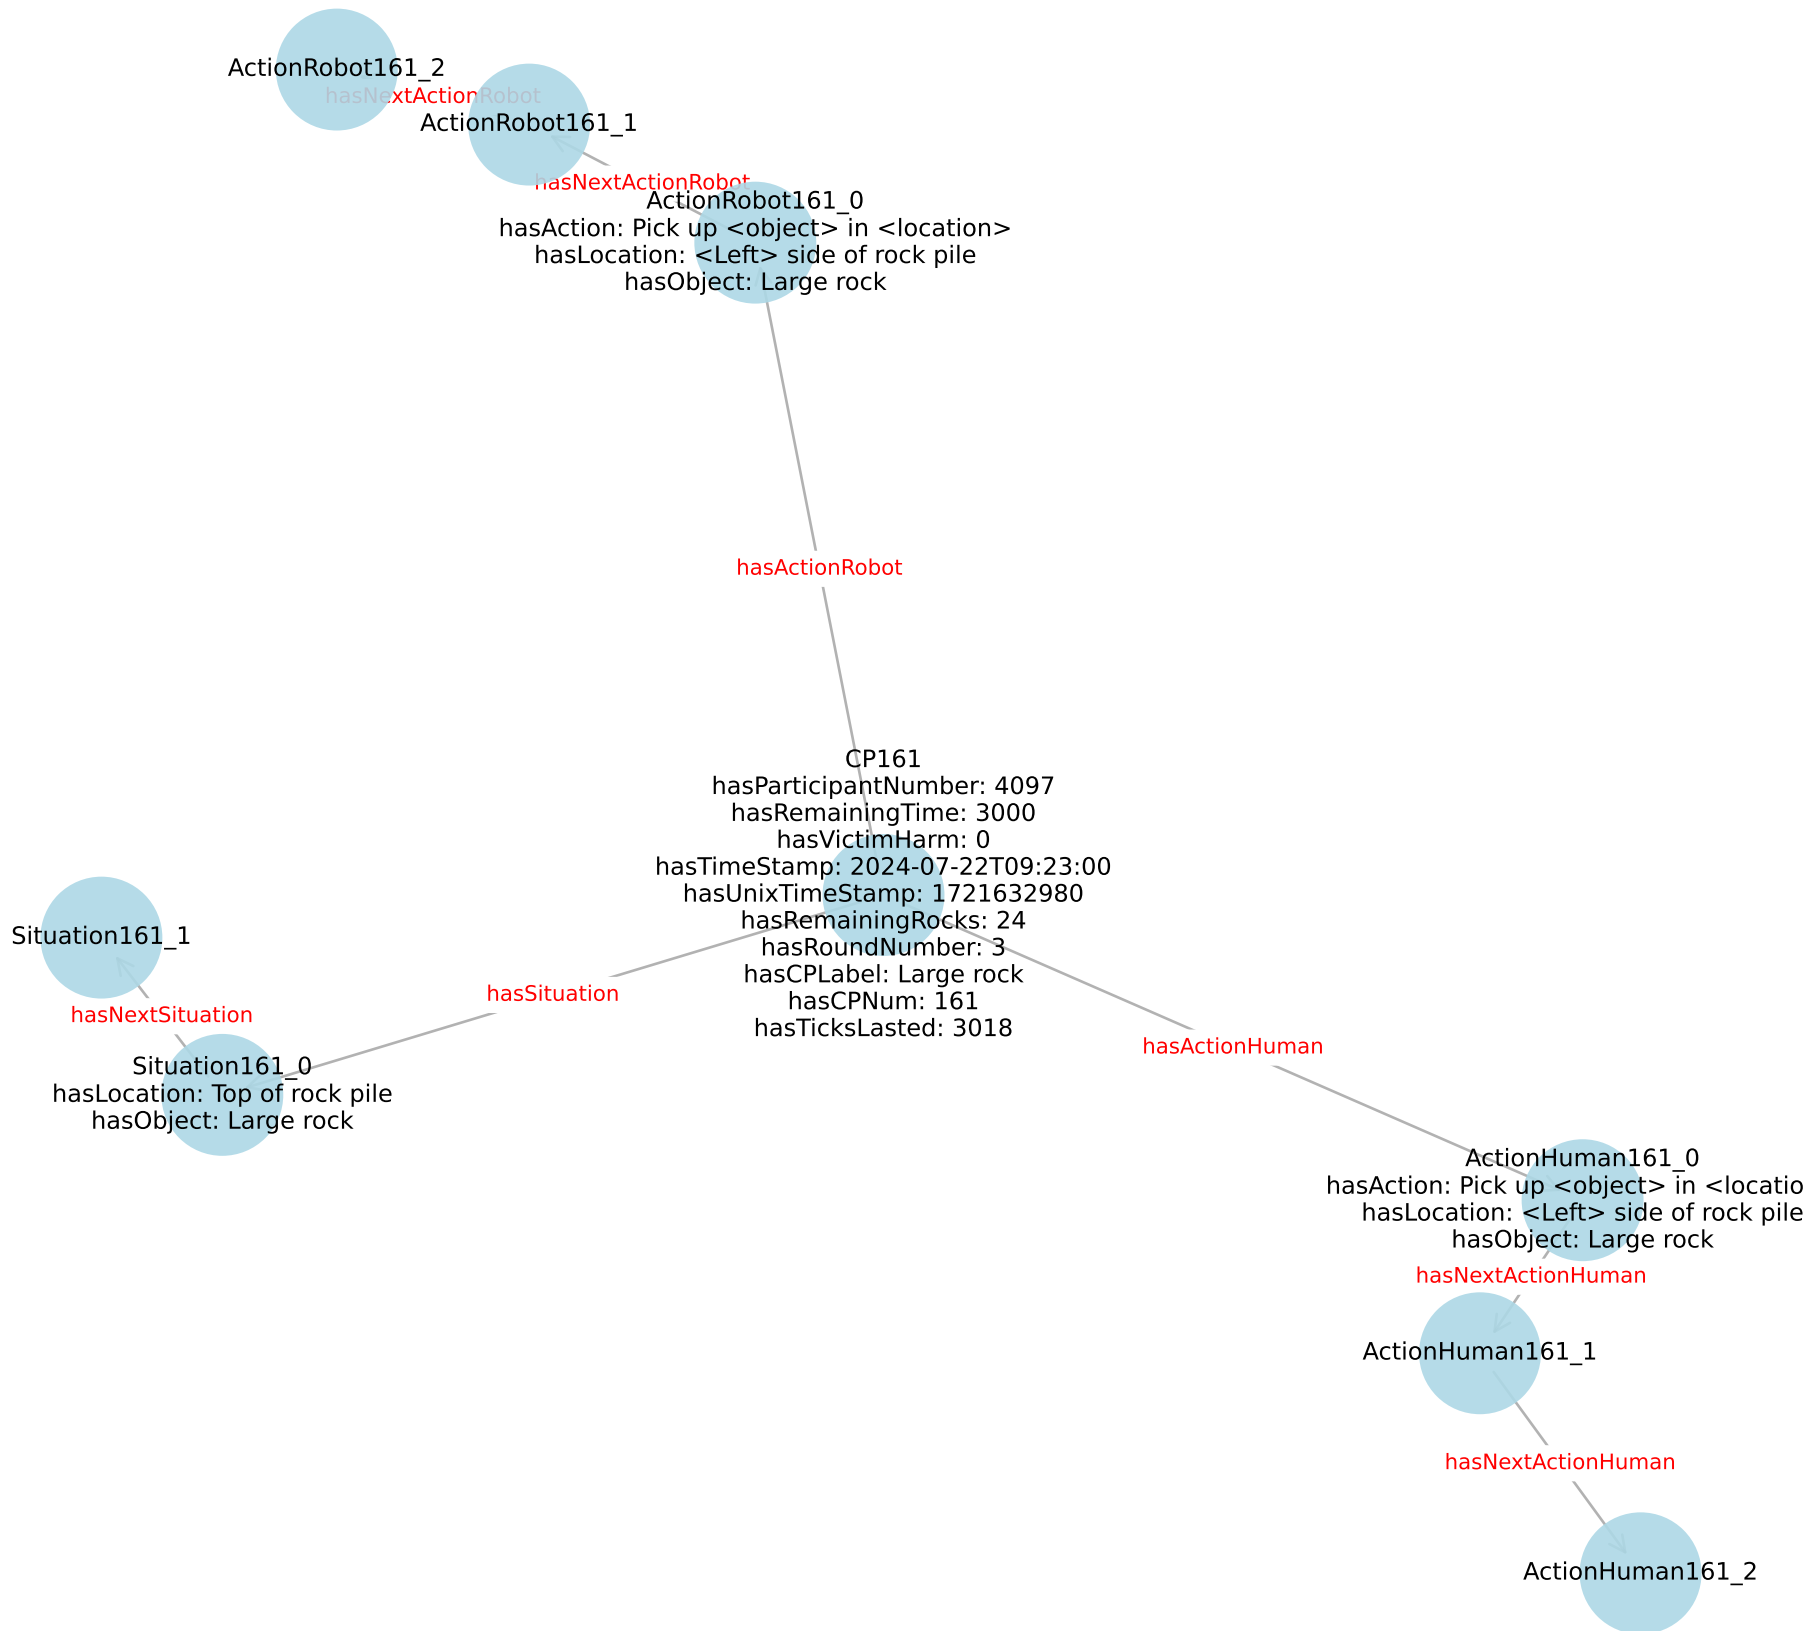 ActionRobot161_2
hasNextActionRobot
ActionRobot161_1
hasNextActionRobot
ActionRobot161_0
hasAction: Pick up <object> in <location>
hasLocation: <Left> side of rock pile
hasObject: Large rock
hasActionRobot
CP161
hasParticipantNumber: 4097
hasRemainingTime: 3000
hasVictimHarm: 0
hasTimeStamp: 2024-07-22T09:23:00
hasUnixTimeStamp: 1721632980
hasRemainingRocks: 24
hasRoundNumber: 3
hasCPLabel: Large rock
hasCPNum: 161
hasTicksLasted: 3018
Situation161_1
hasSituation
hasNextSituation
Situation161_0
hasLocation: Top of rock pile
hasObject: Large rock
hasActionHuman
ActionHuman161_0
hasAction: Pick up <object> in <locatio
hasLocation: <Left> side of rock pile
hasObject: Large rock
hasNextActionHuman
ActionHuman161_1
hasNextActionHuman
ActionHuman161_2